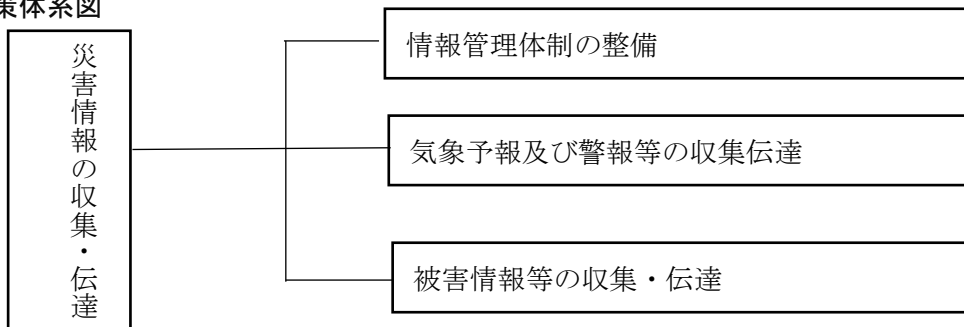 策体系図
災害情報の収集・伝達
情報管理体制の整備
気象予報及び警報等の収集伝達
被害情報等の収集・伝達